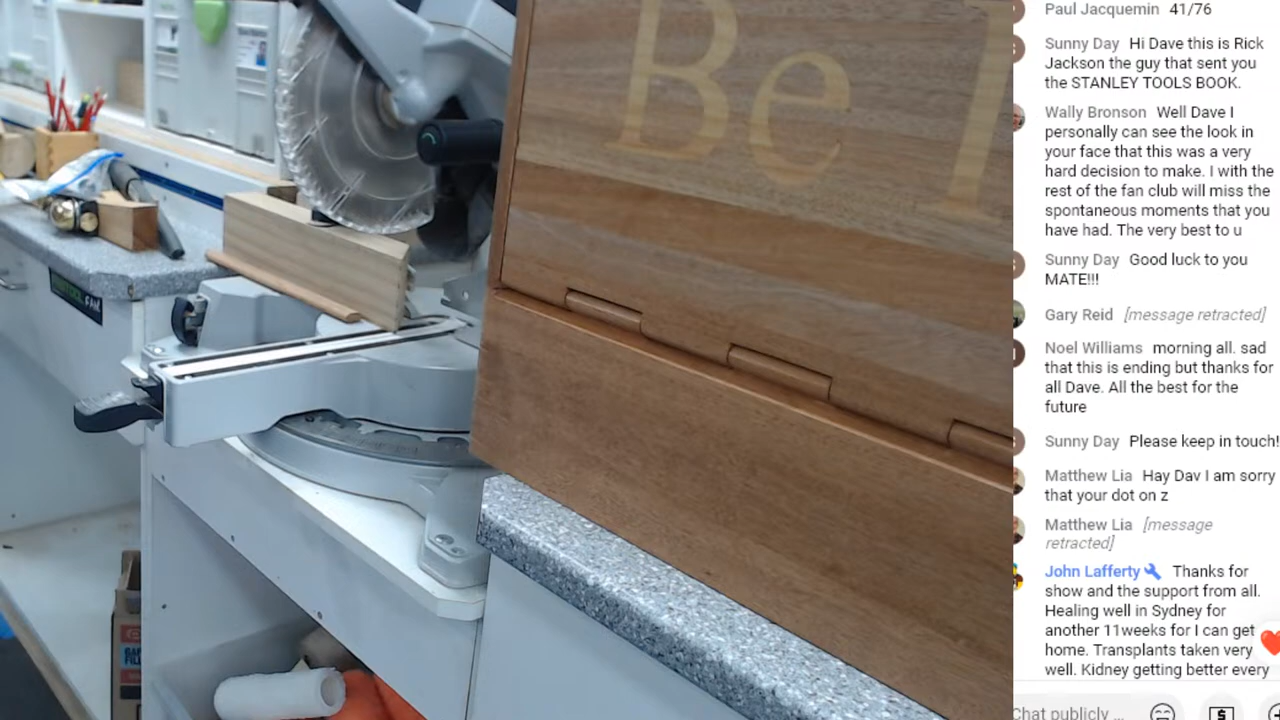 Be
Paul Jacquemin 41/76
Sunny Day Hi Dave this is Rick
Jackson the guy that sent you
the STANLEY TOOLS BOOK.
Wally Bronson Well Dave I
personally can see the look in
your face that this was a very
hard decision to make. I with the
rest of the fan club will miss the
spontaneous moments that you
have had. The very best to u
Sunny Day Good luck to you
MATE!!!
Gary Reid [message retracted]
Noel Williams morning all. sad
that this is ending but thanks for
all Dave. All the best for the
future
Sunny Day Please keep in touch!
Matthew Lia Hay Dav I am sorry
that your dot on z
Matthew Lia [message
retracted]
John Lafferty Thanks for
show and the support from all.
Healing well in Sydney for
another 11weeks for I can get
home. Transplants taken very
well. Kidney getting better every
Chat publicly ...